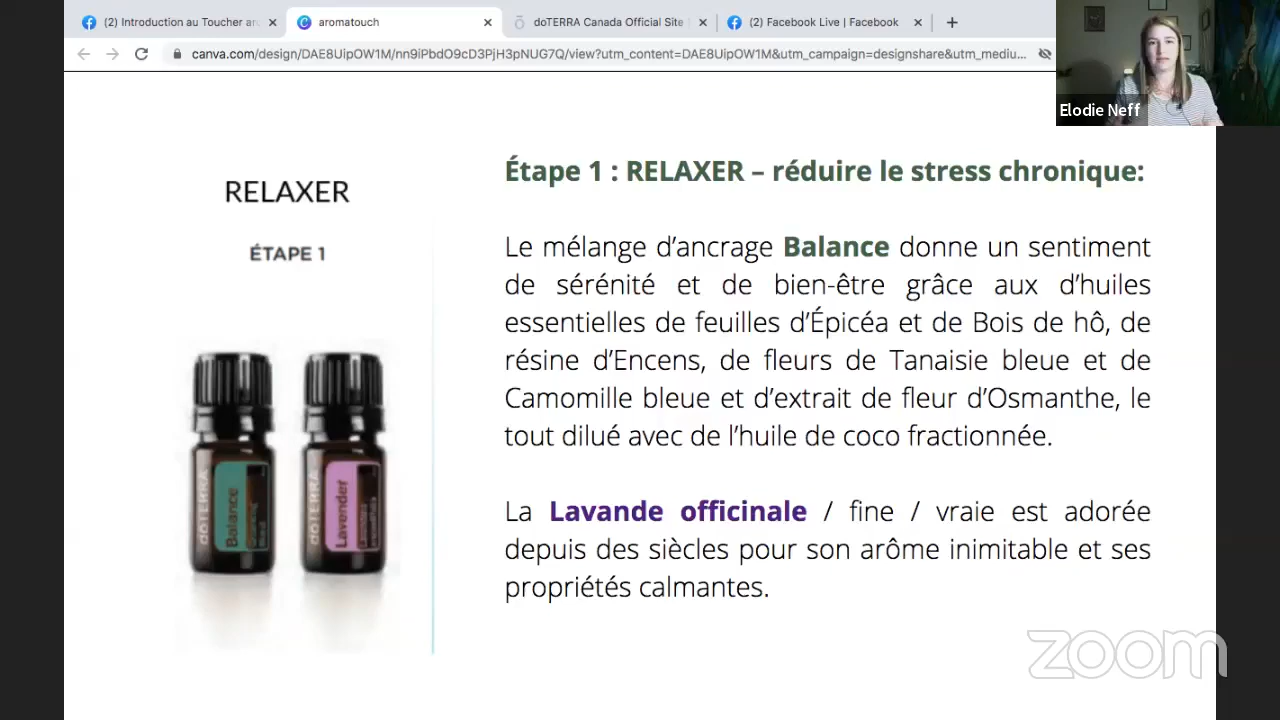 (2) Introduction au Toucher aro
aromatouch
doTERRA Canada Official Site
(2) Facebook Live | Facebook
canva.com/design/DAE8UipOW1M/nn9iPbdO9cD3PjH3pNUG7Q/view?utm_content=DAE8UipOW1M&utm_campaign=designshare&utm_mediu...
Elodie Neff
RELAXER
ÉTAPE 1
doTERRA
Balance
doTERRA
Lavender
Étape 1 : RELAXER – réduire le stress chronique:
Le mélange d’ancrage Balance donne un sentiment
de sérénité et de bien-être grâce aux d’huiles
essentielles de feuilles d’Épicéa et de Bois de hô, de
résine d’Encens, de fleurs de Tanaisie bleue et de
Camomille bleue et d’extrait de fleur d’Osmanthe, le
tout dilué avec de l’huile de coco fractionnée.
La Lavande officinale / fine / vraie est adorée
depuis des siècles pour son arôme inimitable et ses
propriétés calmantes.
zoom